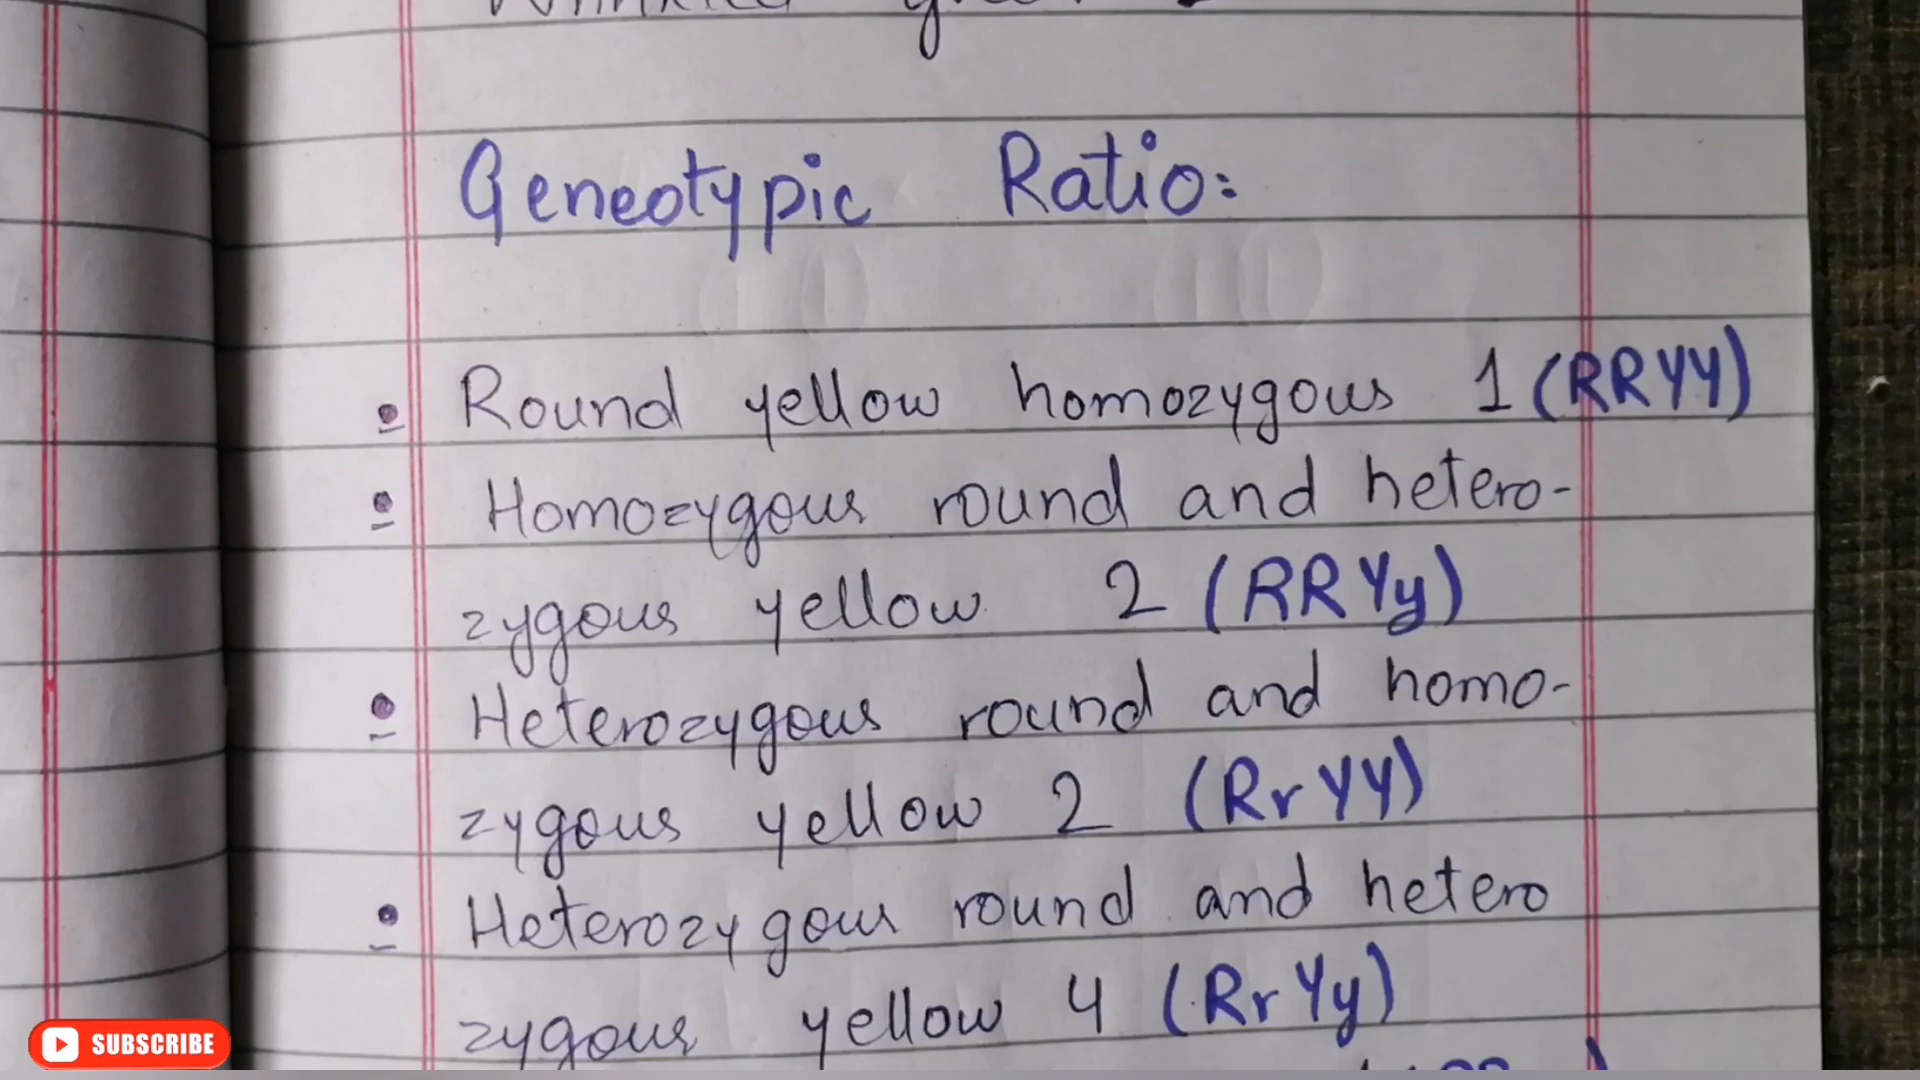 Geneotypic Ratio:
Round yellow homozygous 1 (RRYY)
Homozygous round and hetero-
zygous yellow 2 (RRYy)
Heterozygous round and homo-
zygous yellow 2 (RrYY)
Heterozygous round and hetero
zygous yellow 4 (RrYy)
SUBSCRIBE